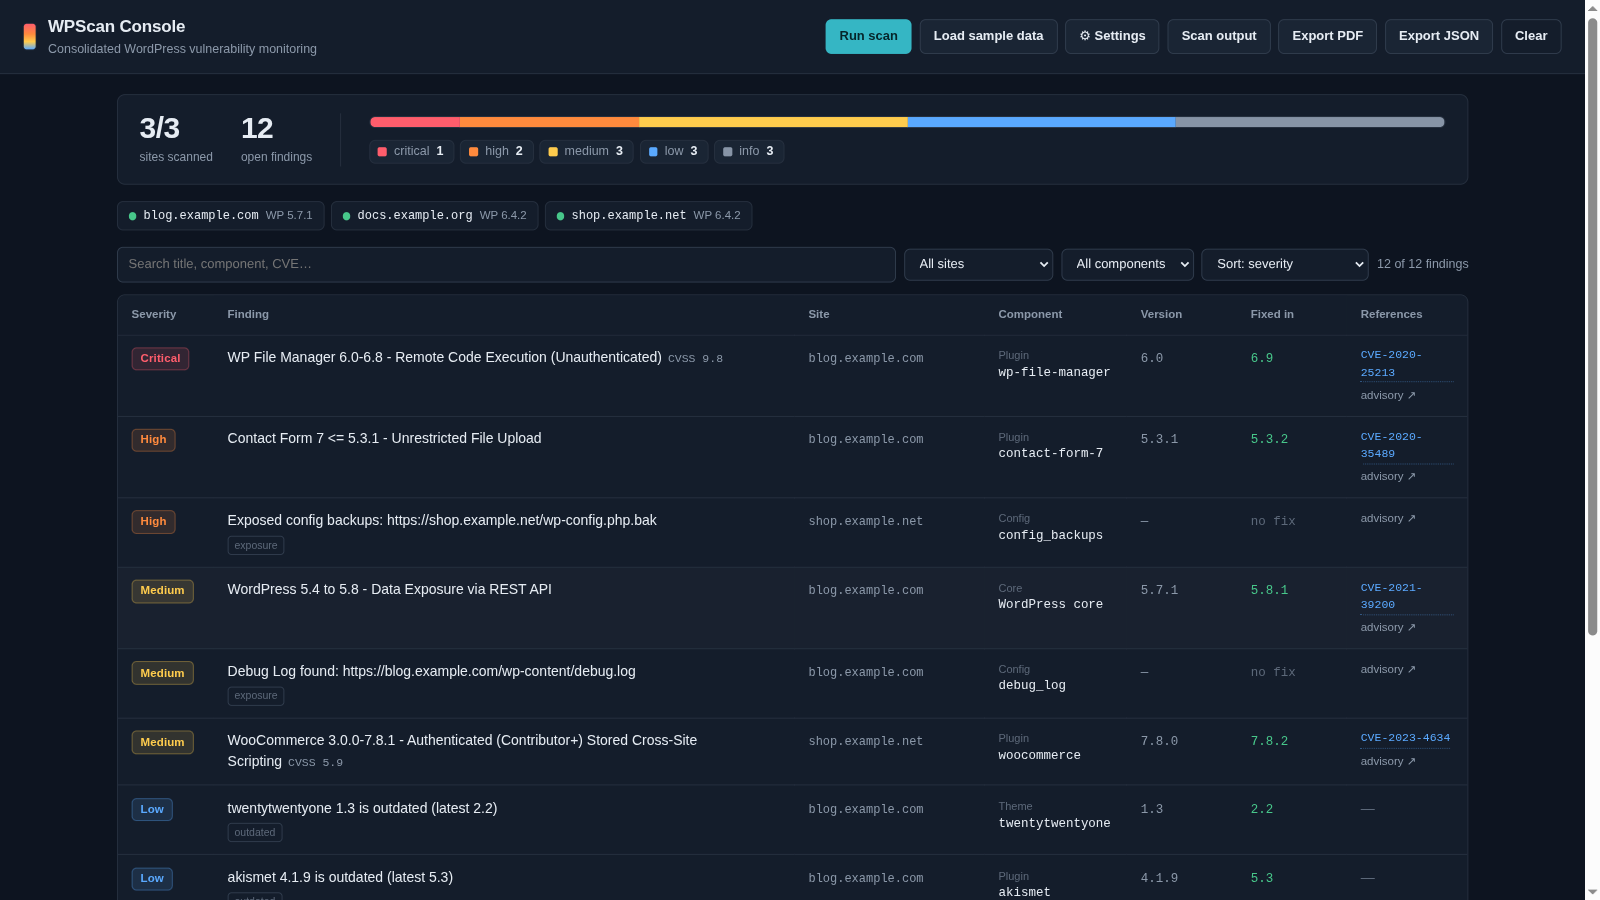 WPScan Console
Consolidated WordPress vulnerability monitoring
Run scan
Load sample data
⚙ Settings
Scan output
Export PDF
Export JSON
Clear
3/3
sites scanned
12
open findings
critical 1
high 2
medium 3
low 3
info 3
blog.example.com WP 5.7.1
docs.example.org WP 6.4.2
shop.example.net WP 6.4.2
Search title, component, CVE…
All sites
All components
Sort: severity
12 of 12 findings
Severity Finding Site Component Version Fixed in References
Critical
WP File Manager 6.0-6.8 - Remote Code Execution (Unauthenticated) CVSS 9.8
blog.example.com
Plugin
wp-file-manager
6.0
6.9
CVE-2020-
25213
advisory ↗
High
Contact Form 7 <= 5.3.1 - Unrestricted File Upload
blog.example.com
Plugin
contact-form-7
5.3.1
5.3.2
CVE-2020-
35489
advisory ↗
High
Exposed config backups: https://shop.example.net/wp-config.php.bak
exposure
shop.example.net
Config
config_backups
—
no fix
advisory ↗
Medium
WordPress 5.4 to 5.8 - Data Exposure via REST API
blog.example.com
Core
WordPress core
5.7.1
5.8.1
CVE-2021-
39200
advisory ↗
Medium
Debug Log found: https://blog.example.com/wp-content/debug.log
exposure
blog.example.com
Config
debug_log
—
no fix
advisory ↗
Medium
WooCommerce 3.0.0-7.8.1 - Authenticated (Contributor+) Stored Cross-Site
Scripting CVSS 5.9
shop.example.net
Plugin
woocommerce
7.8.0
7.8.2
CVE-2023-4634
advisory ↗
Low
twentytwentyone 1.3 is outdated (latest 2.2)
outdated
blog.example.com
Theme
twentytwentyone
1.3
2.2
—
Low
akismet 4.1.9 is outdated (latest 5.3)
outdated
blog.example.com
Plugin
akismet
4.1.9
5.3
—